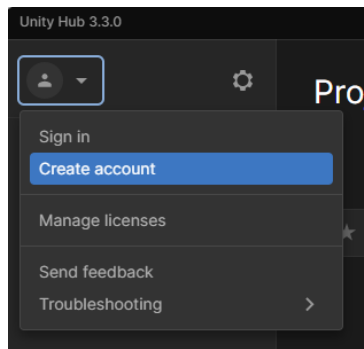 Unity Hub 3.3.0
Pro
Sign in
Create account
Manage licenses
Send feedback
Troubleshooting